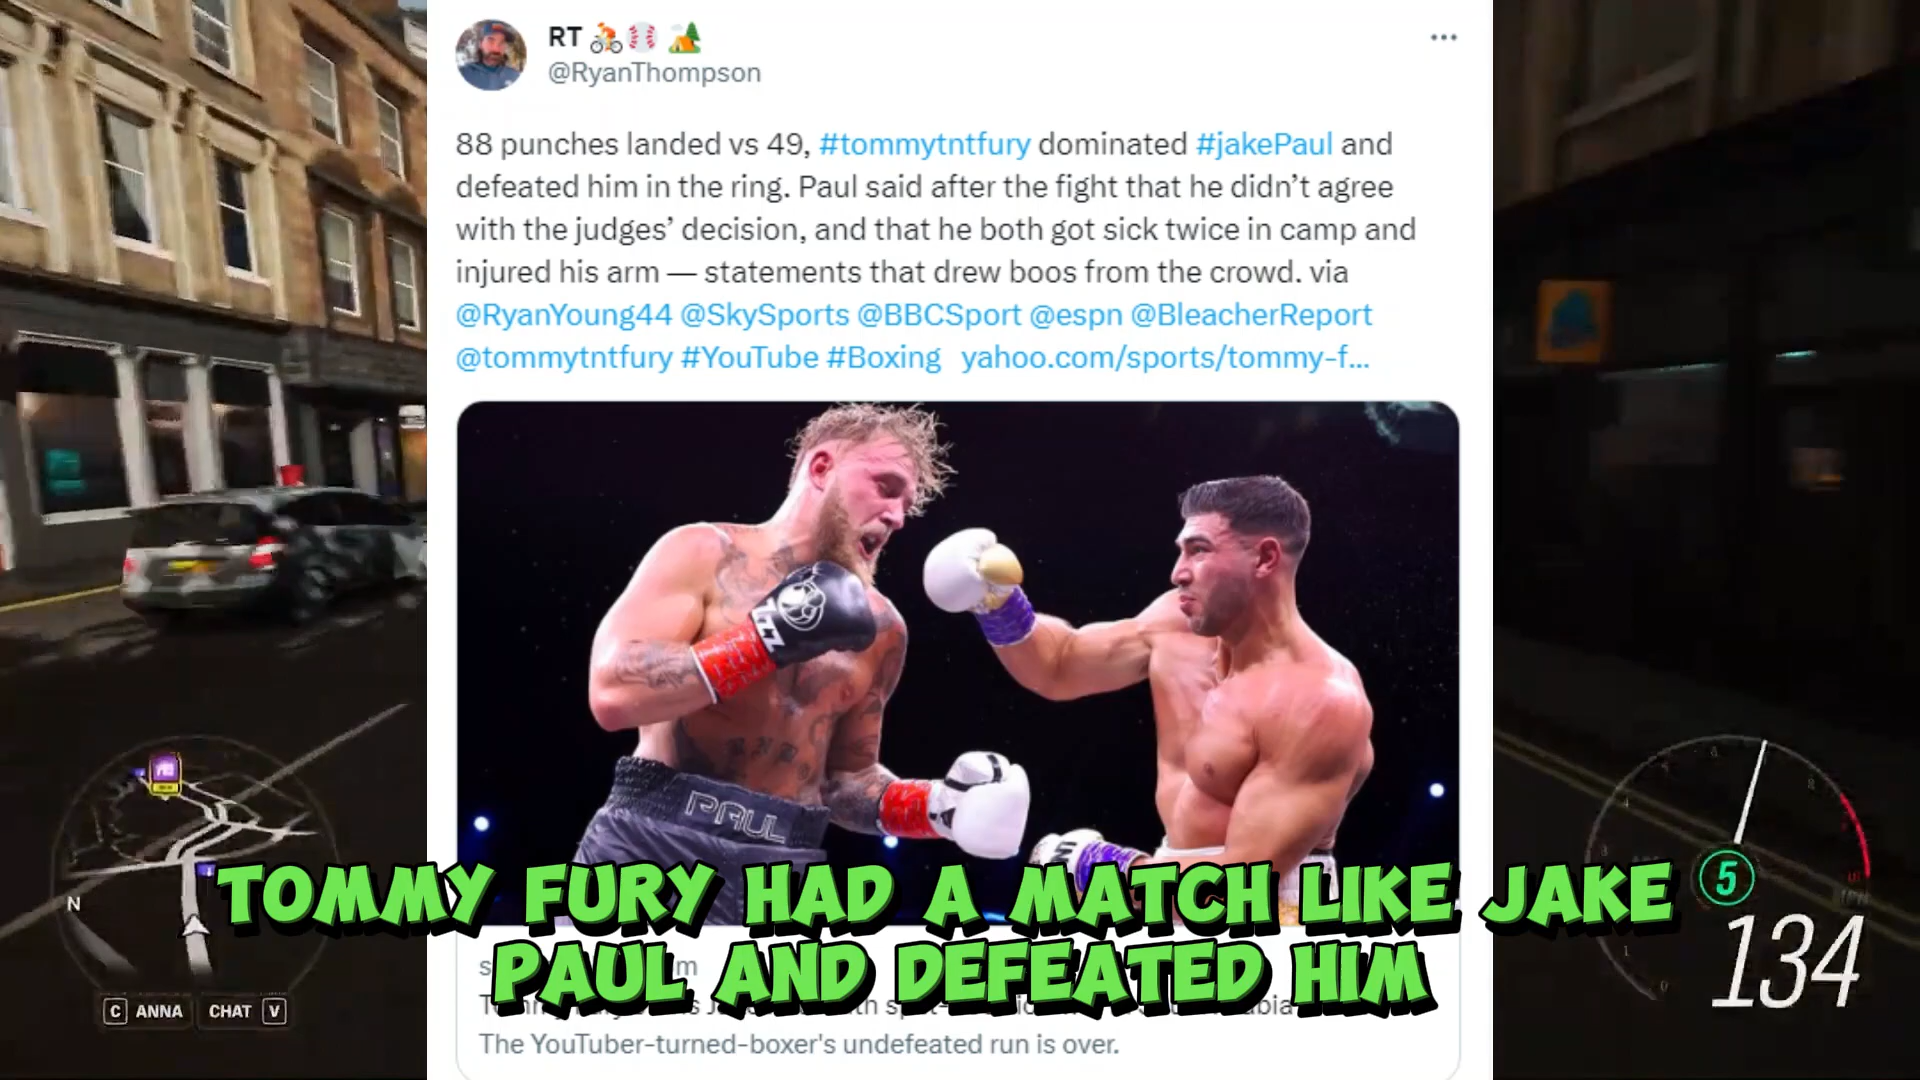 RT
@RyanThompson
88 punches landed vs 49, #tommytntfury dominated #jakePaul and
defeated him in the ring. Paul said after the fight that he didn’t agree
with the judges’ decision, and that he both got sick twice in camp and
injured his arm — statements that drew boos from the crowd. via
@RyanYoung44 @SkySports @BBCSport @espn @BleacherReport
@tommytntfury #YouTube #Boxing yahoo.com/sports/tommy-f...
PAUL
TOMMY FURY HAD A MATCH LIKE JAKE
PAUL AND DEFEATED HIM
The YouTuber-turned-boxer's undefeated run is over.
N
C ANNA CHAT V
5
134